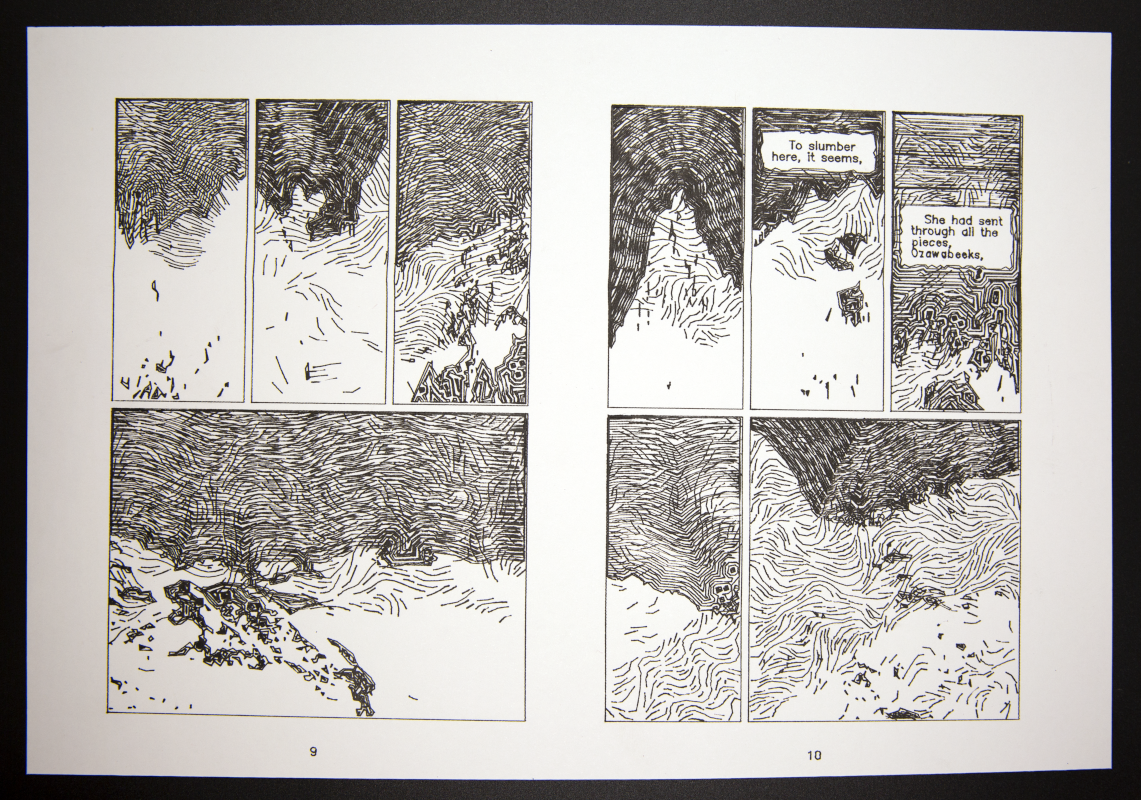 To slumber
here, it seems,
She had sent
through all the
pieces,
Ozawabeeks,
9
10